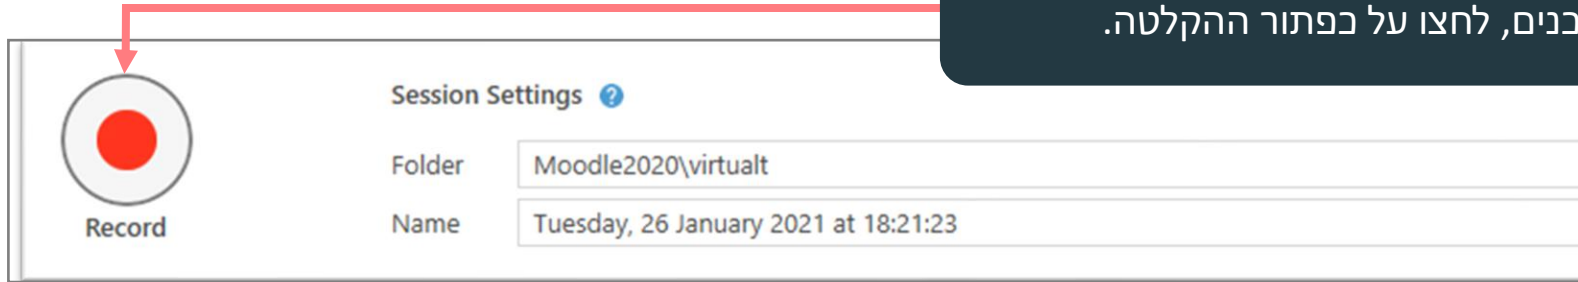 לחצו על כפתור ההקלטה.
Session Settings
Folder
Moodle2020\virtualt
Name
Tuesday, 26 January 2021 at 18:21:23
Record